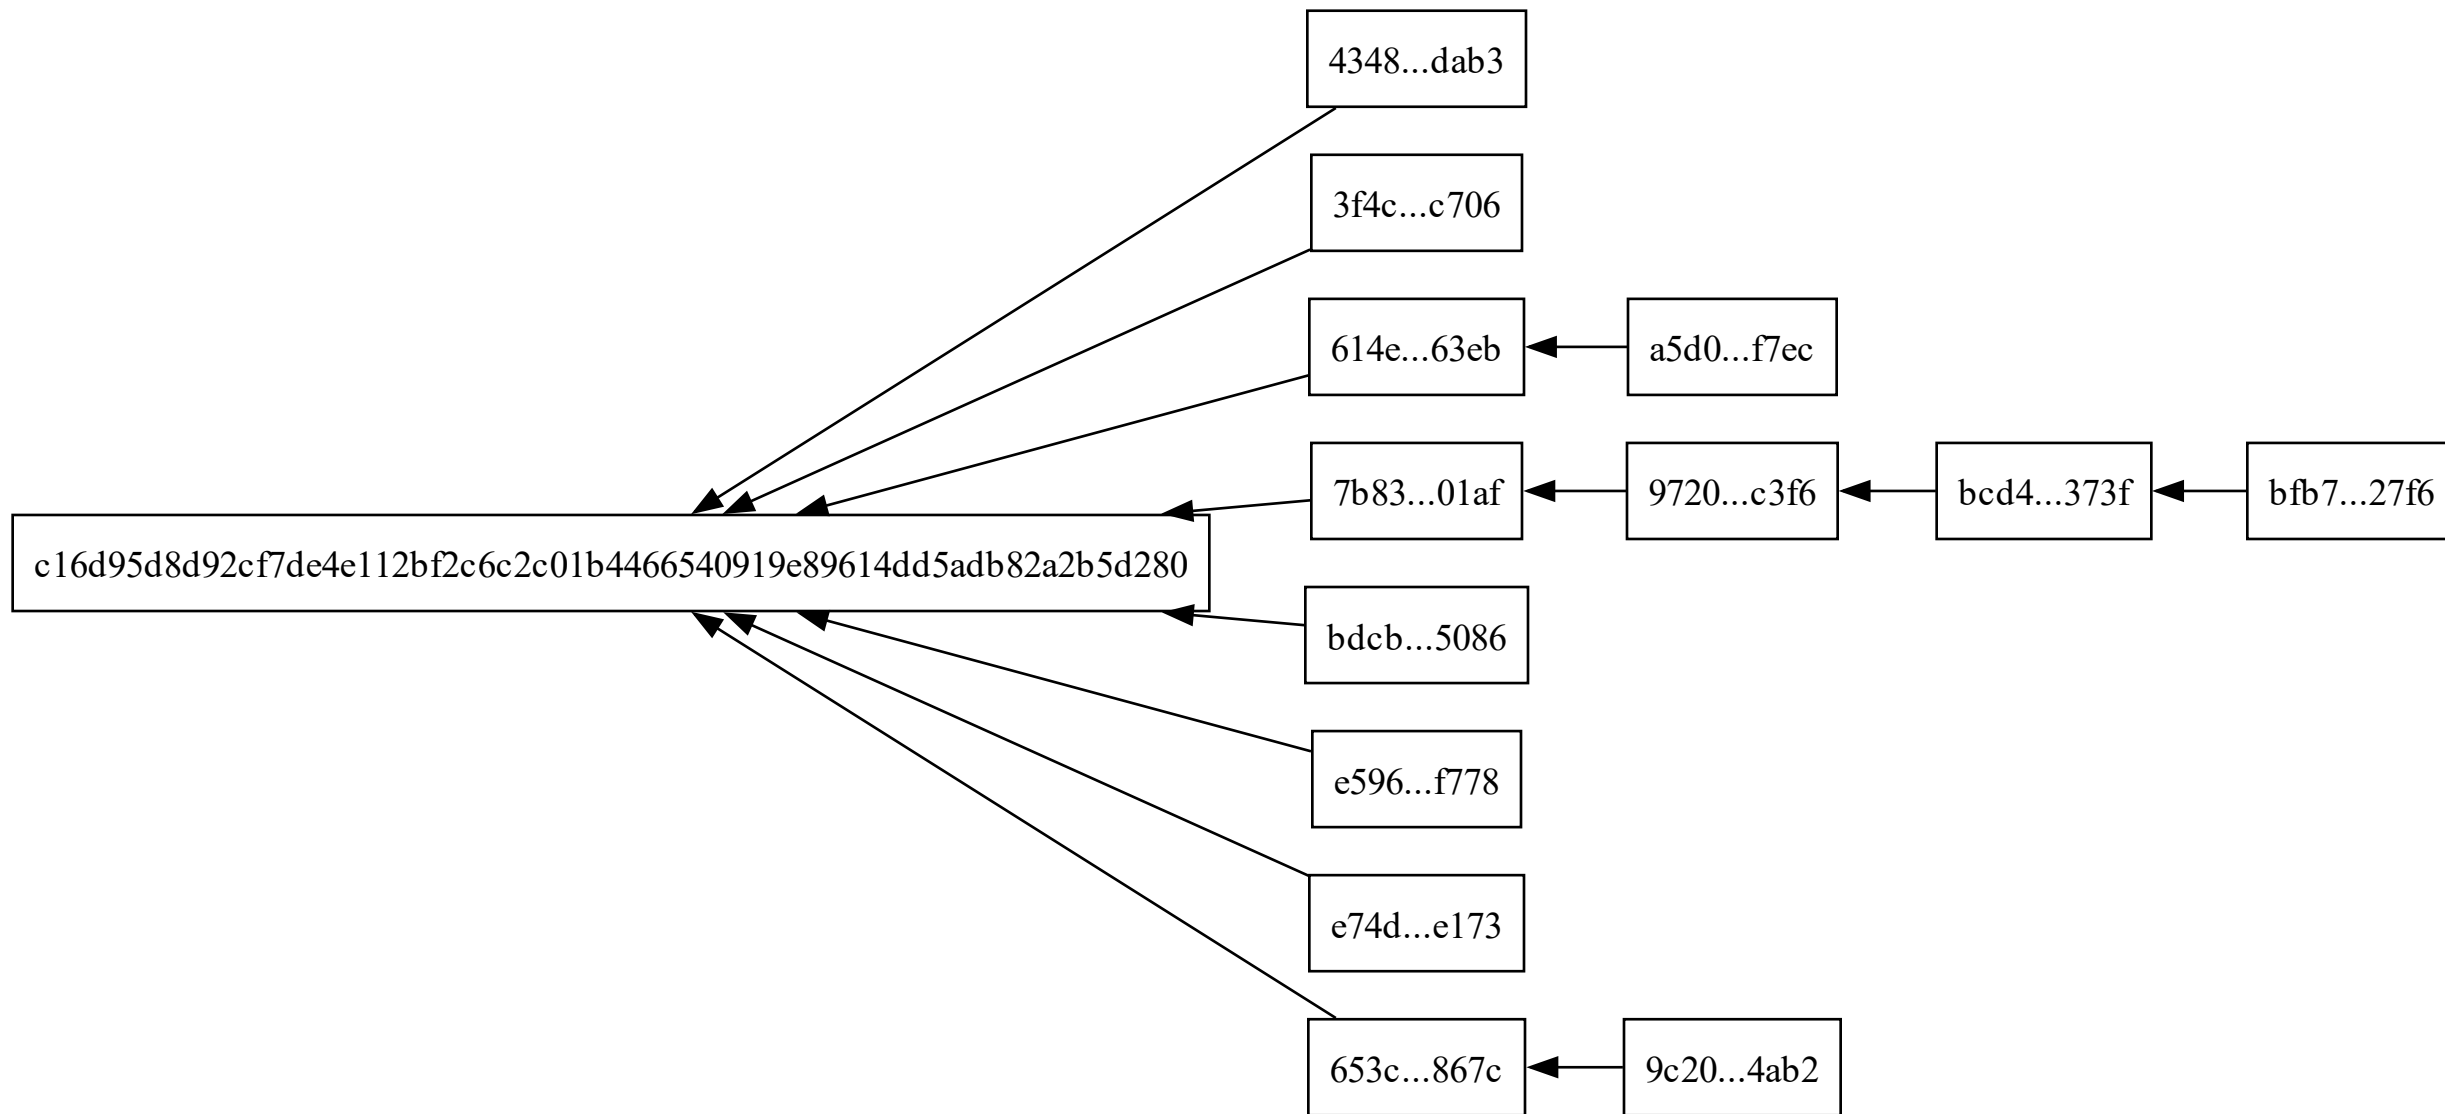 4348...dab3
3f4c...c706
614e...63eb
a5d0...f7ec
7b83...01af
9720...c3f6
bcd4...373f
bfb7...27f6
c16d95d8d92cf7de4e112bf2c6c2c01b4466540919e89614dd5adb82a2b5d280
bdcb...5086
e596...f778
e74d...e173
653c...867c
9c20...4ab2